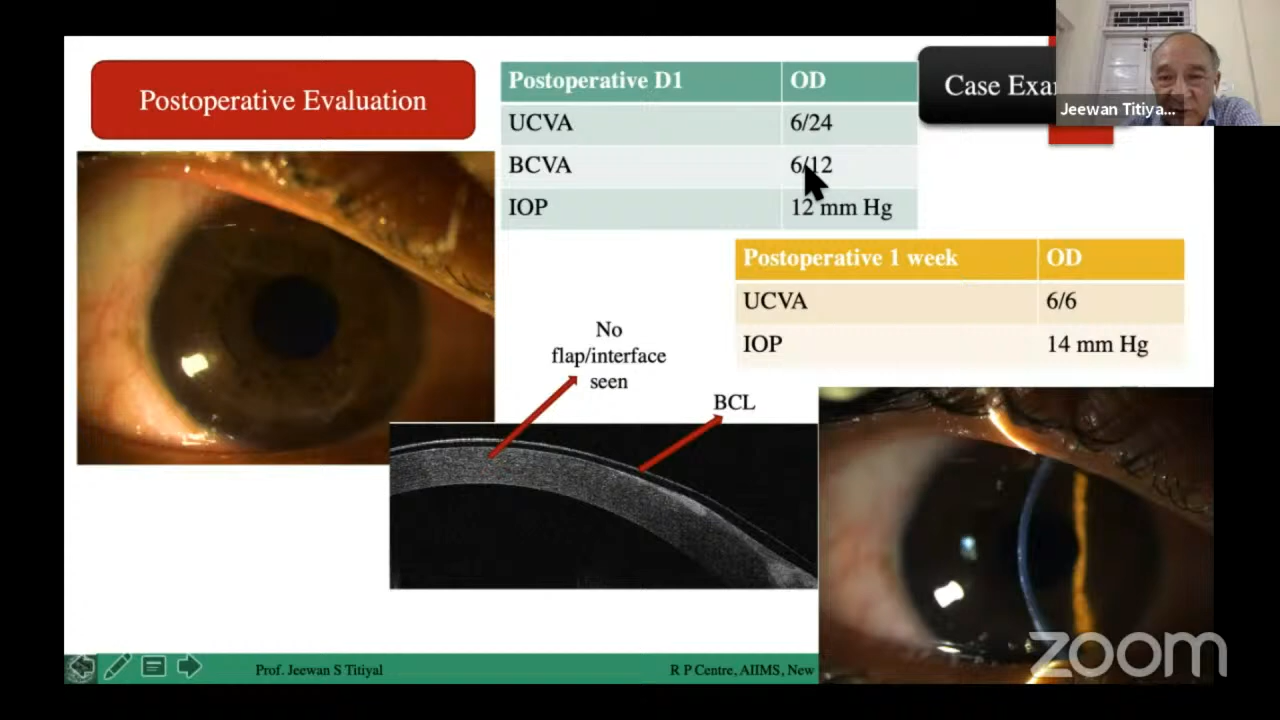 Postoperative Evaluation
Postoperative D1 OD
UCVA 6/24
BCVA 6/12
IOP 12 mm Hg
Case Exa
Jeewan Titiya...
Postoperative 1 week OD
UCVA 6/6
IOP 14 mm Hg
No
flap/interface
seen
BCL
Prof. Jeewan S Titiyal
R P Centre, AIIMS, New
zoom